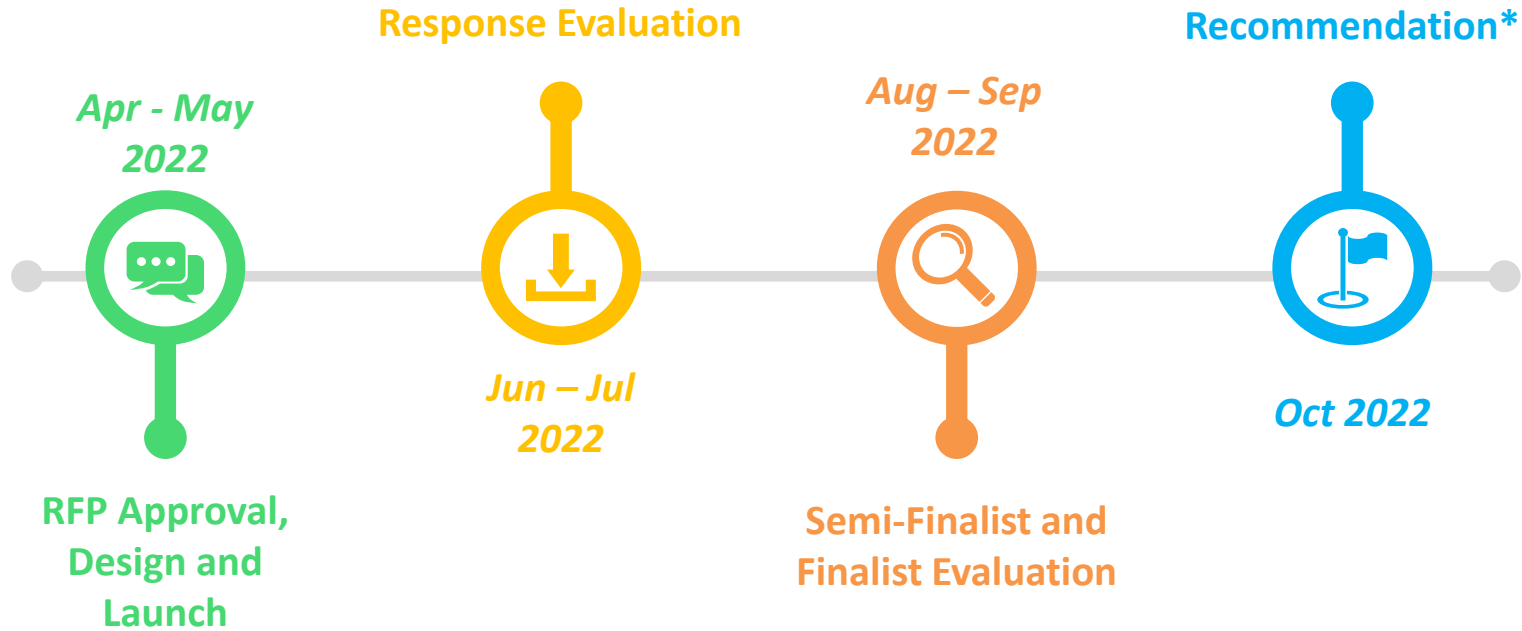 Apr - May
2022
RFP Approval,
Design and
Launch
Response Evaluation
Jun – Jul
2022
Aug – Sep
2022
Semi-Finalist and
Finalist Evaluation
Recommendation*
Oct 2022